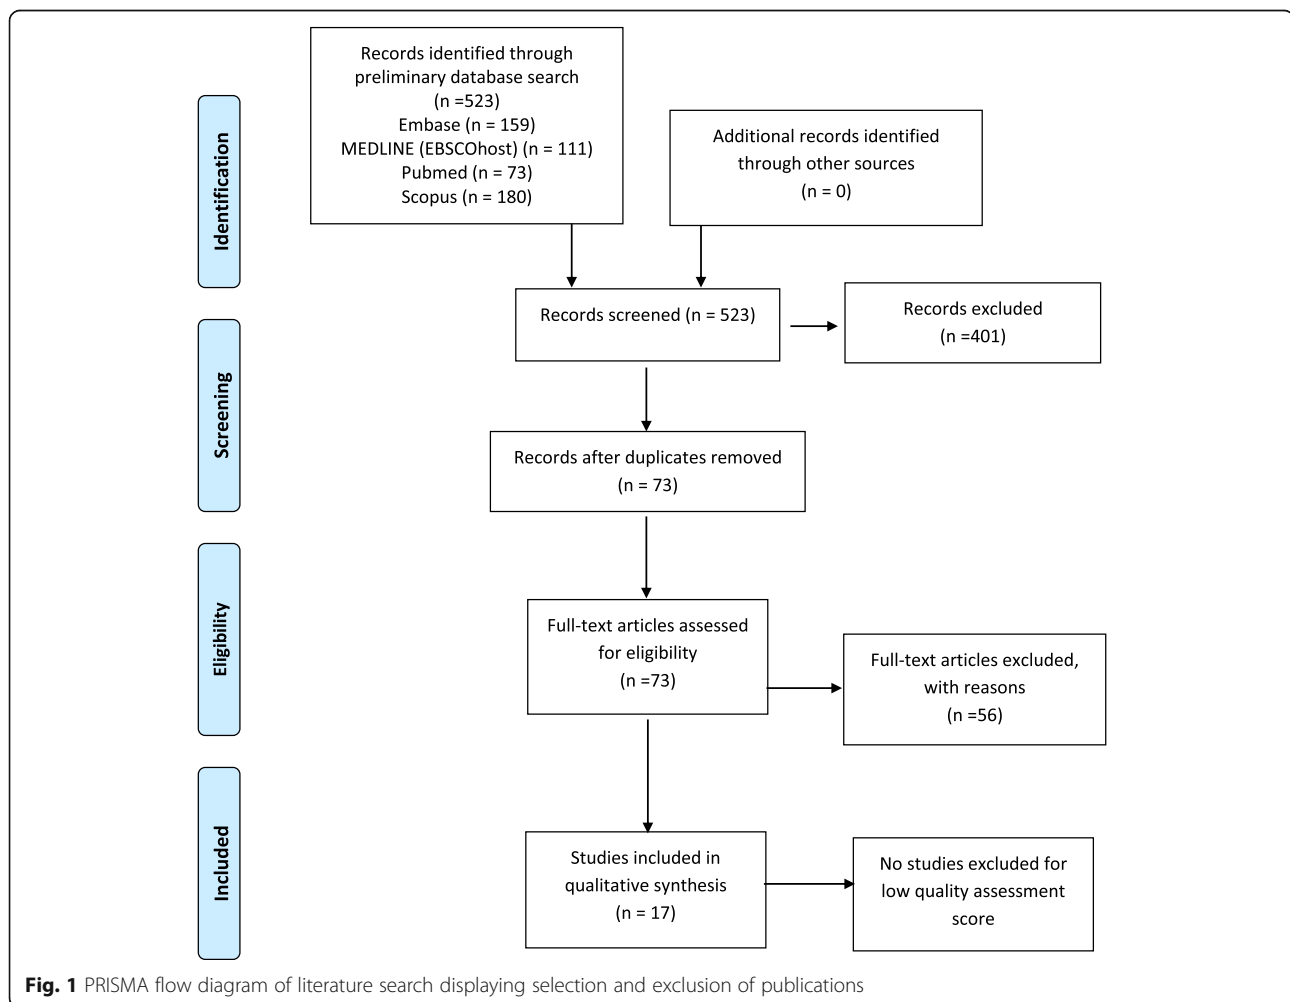 Records identified through
preliminary database search
(n =523)
Embase (n = 159)
MEDLINE (EBSCOhost) (n = 111)
Pubmed (n = 73)
Scopus (n = 180)
Additional records identified
through other sources
(n = 0)
Identification
Records screened (n = 523)
Records excluded
(n =401)
Screening
Records after duplicates removed
(n = 73)
Eligibility
Full-text articles assessed
for eligibility
(n =73)
Full-text articles excluded,
with reasons
(n =56)
Included
Studies included in
qualitative synthesis
(n = 17)
No studies excluded for
low quality assessment
score
Fig. 1 PRISMA flow diagram of literature search displaying selection and exclusion of publications